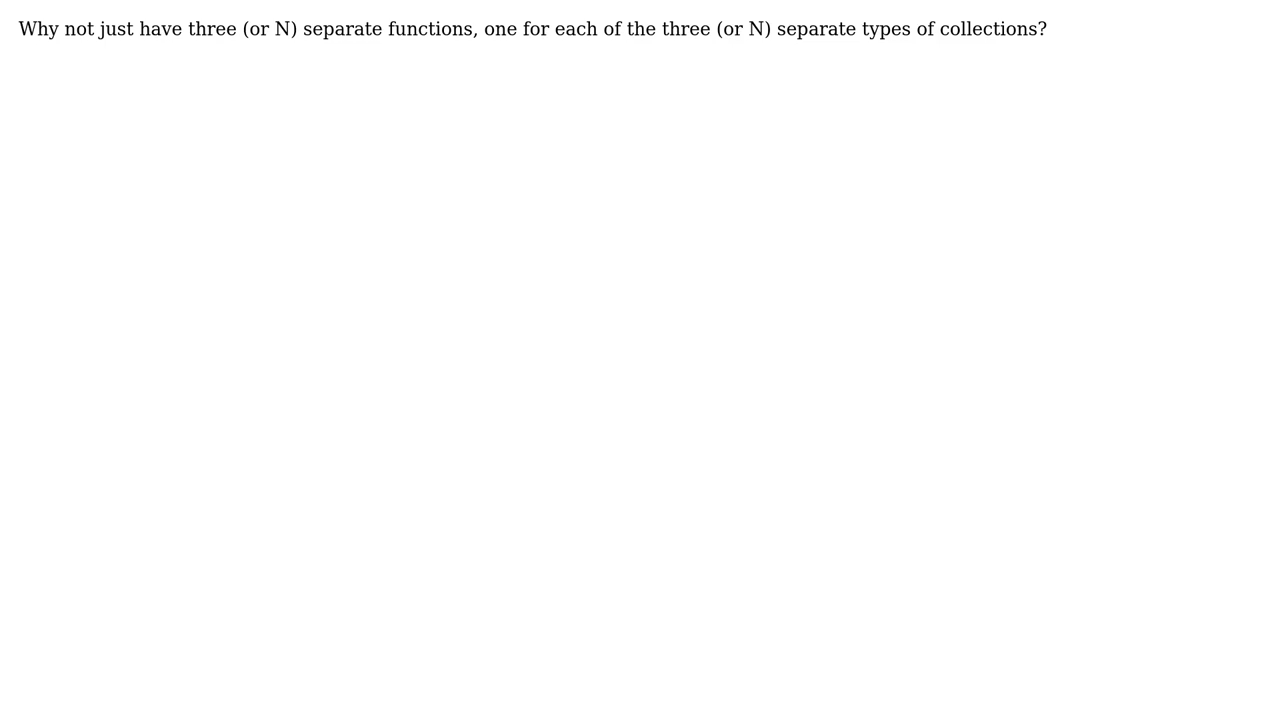 Why not just have three (or N) separate functions, one for each of the three (or N) separate types of collections?